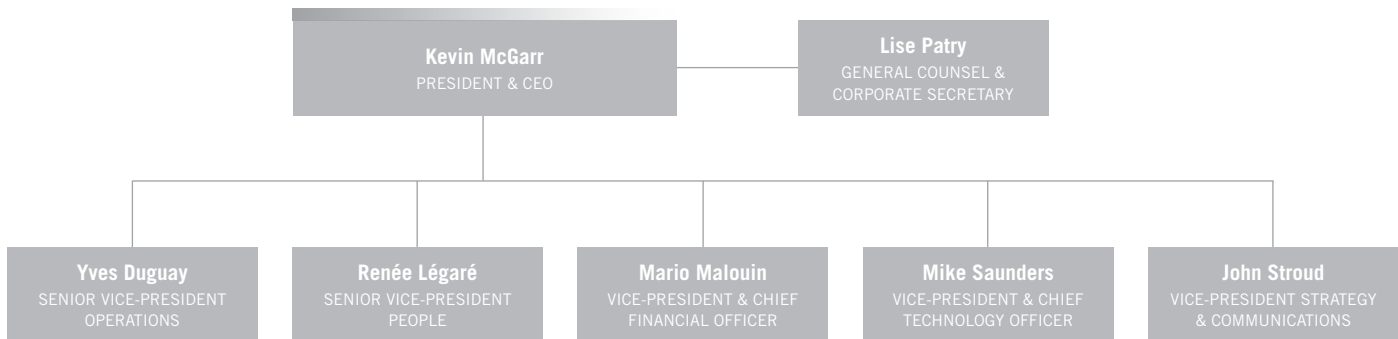 Kevin McGarr
PRESIDENT & CEO
Lise Patry
GENERAL COUNSEL &
CORPORATE SECRETARY
Yves Duguay
SENIOR VICE-PRESIDENT
OPERATIONS
Renée Légaré
SENIOR VICE-PRESIDENT
PEOPLE
Mario Malouin
VICE-PRESIDENT & CHIEF
FINANCIAL OFFICER
Mike Saunders
VICE-PRESIDENT & CHIEF
TECHNOLOGY OFFICER
John Stroud
VICE-PRESIDENT STRATEGY
& COMMUNICATIONS